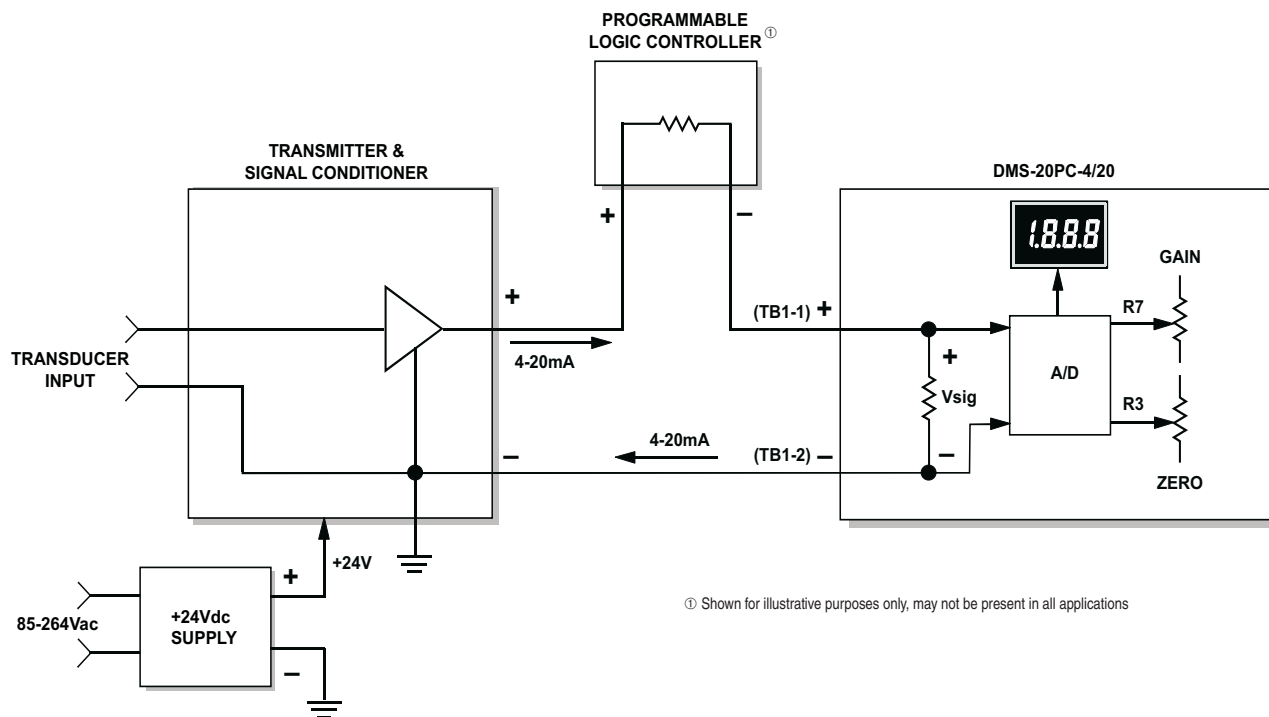 PROGRAMMABLE
LOGIC CONTROLLER ①
+
−
TRANSMITTER &
SIGNAL CONDITIONER
+
4-20mA
−
TRANSDUCER
INPUT
DMS-20PC-4/20
1.8.8.8
GAIN
(TB1-1) +
R7
+
Vsig
A/D
R3
4-20mA
(TB1-2) −
−
ZERO
+24V
+
85-264Vac
+24Vdc
SUPPLY
−
① Shown for illustrative purposes only, may not be present in all applications